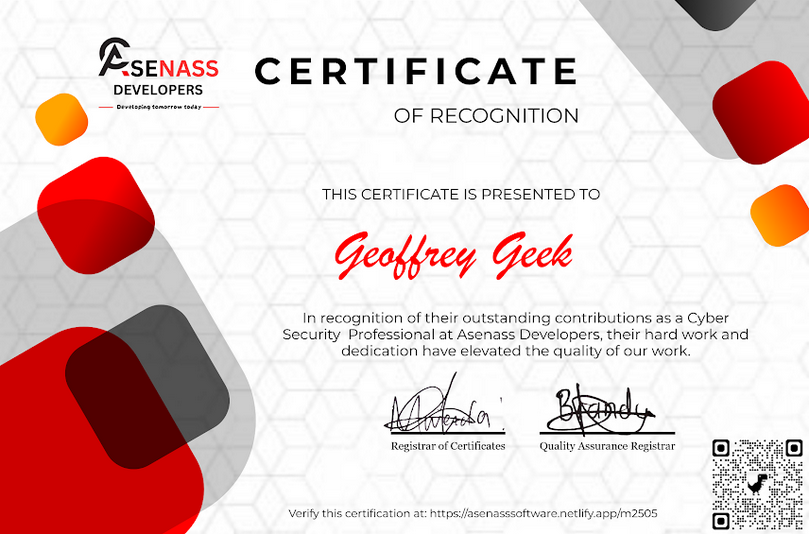 ASENASS
DEVELOPERS
Developing tomorrow today
CERTIFICATE
OF RECOGNITION
THIS CERTIFICATE IS PRESENTED TO
Geoffrey Geek
In recognition of their outstanding contributions as a Cyber
Security Professional at Asenass Developers, their hard work and
dedication have elevated the quality of our work.
Brandy
Registrar of Certificates Quality Assurance Registrar
Verify this certification at: https://asenasssoftware.netlify.app/m2505